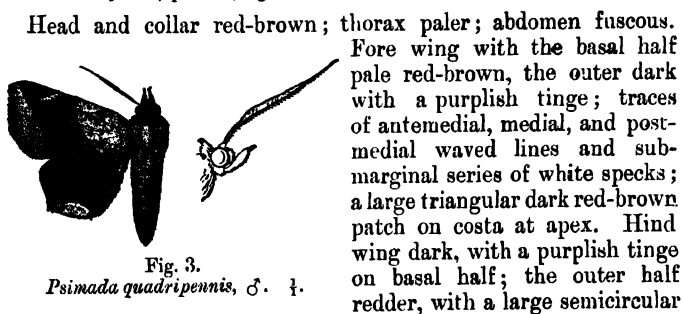 Head and collar red-brown; thorax paler; abdomen fuscous.
Fore wing with the basal half
pale red-brown, the outer dark
with a purplish tinge; traces
of antemedial, medial, and post-
medial waved lines and sub-
marginal series of white specks;
a large triangular dark red-brown
patch on costa at apex. Hind
wing dark, with a purplish tinge
on basal half; the outer half
redder, with a large semicircular
Fig. 3.
Psimada quadripennis, ♂. ¼.